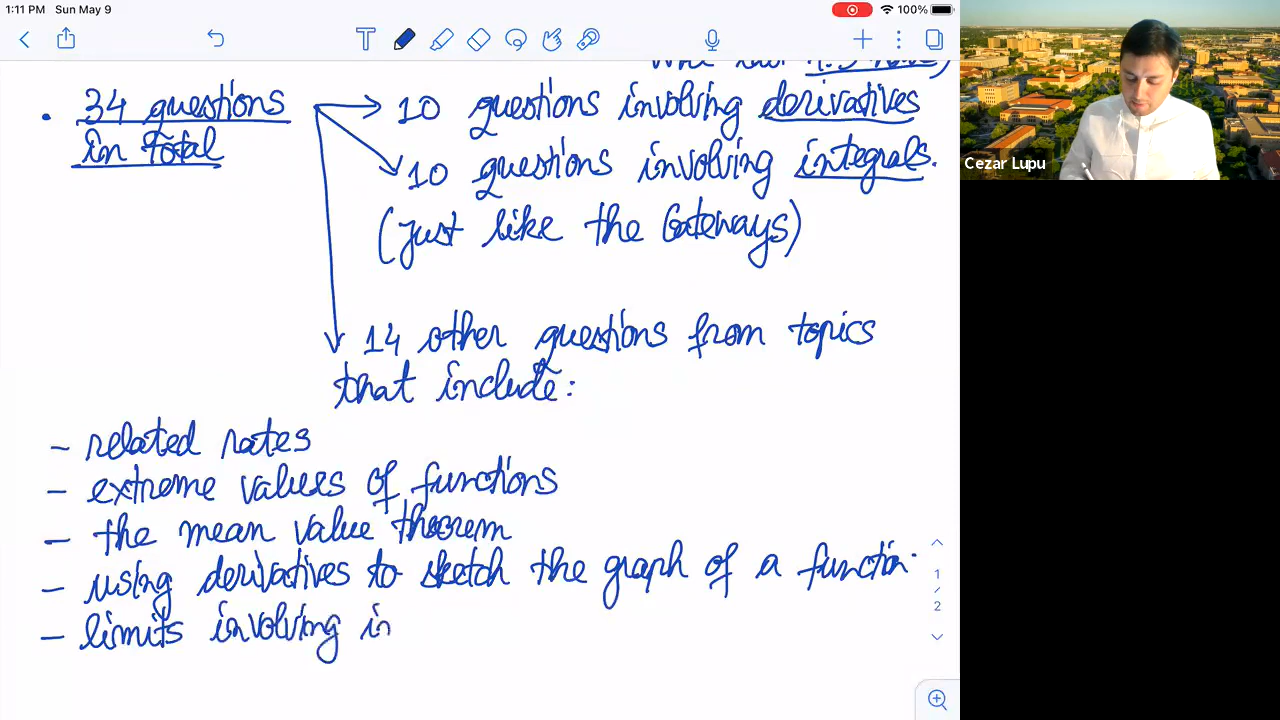 1:11 PM Sun May 9
100%
34 questions
in total
10 questions involving derivatives
10 questions involving integrals.
(just like the Gateways)
14 other questions from topics
that include:
- related rates
- extreme values of functions
- the mean value theorem
- using derivatives to sketch the graph of a function.
- limits involving in
1
/
2
Cezar Lupu